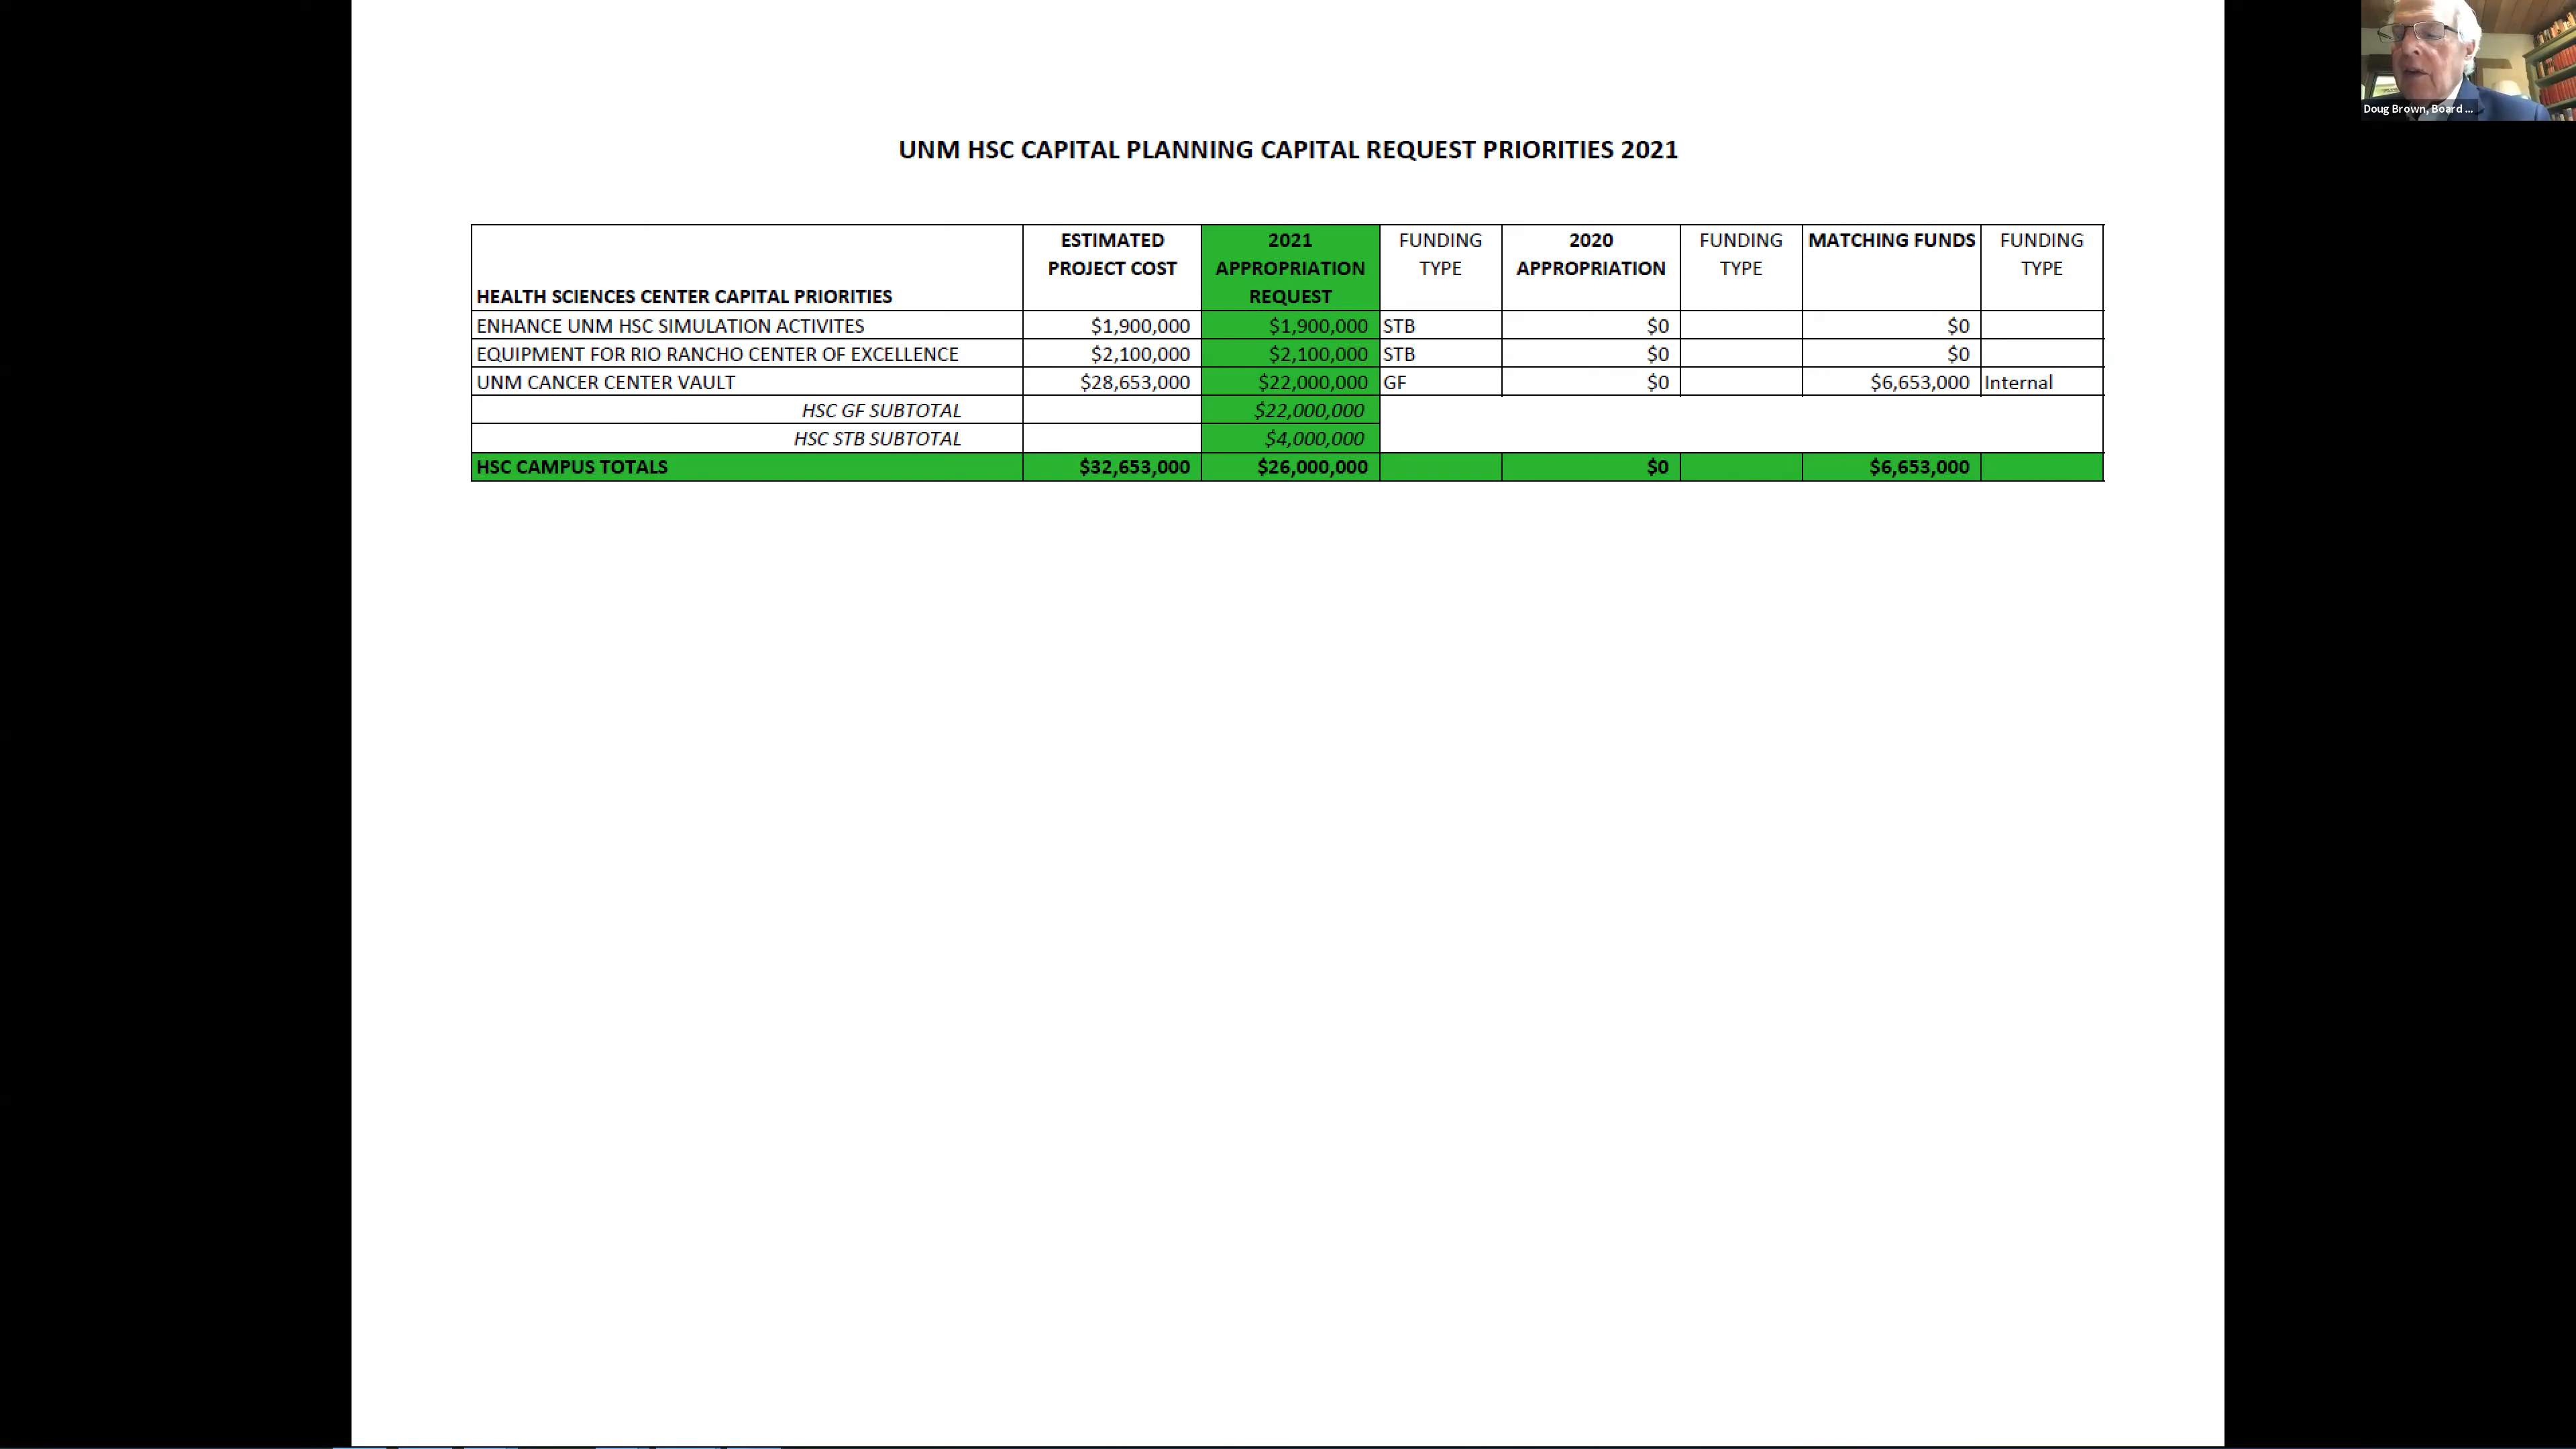 Doug Brown, Board ...
UNM HSC CAPITAL PLANNING CAPITAL REQUEST PRIORITIES 2021
HEALTH SCIENCES CENTER CAPITAL PRIORITIES ESTIMATED PROJECT COST 2021 APPROPRIATION REQUEST FUNDING TYPE 2020 APPROPRIATION FUNDING TYPE MATCHING FUNDS FUNDING TYPE
ENHANCE UNM HSC SIMULATION ACTIVITES $1,900,000 $1,900,000 STB $0 $0
EQUIPMENT FOR RIO RANCHO CENTER OF EXCELLENCE $2,100,000 $2,100,000 STB $0 $0
UNM CANCER CENTER VAULT $28,653,000 $22,000,000 GF $0 $6,653,000 Internal
HSC GF SUBTOTAL $22,000,000
HSC STB SUBTOTAL $4,000,000
HSC CAMPUS TOTALS $32,653,000 $26,000,000 $0 $6,653,000